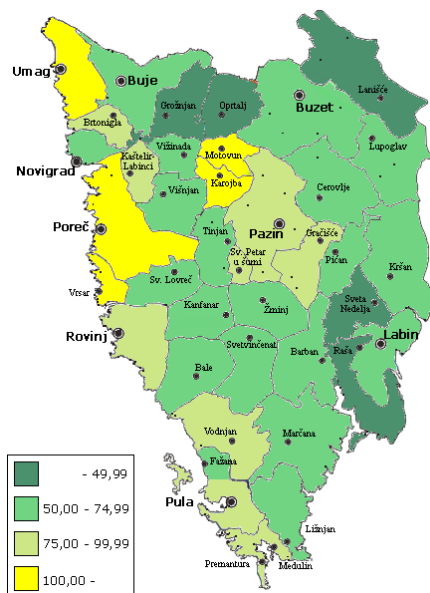 Umag
Buje
Grožnjan
Oprtalj
Buzet
Lanišće
Brtonigla
Lupoglav
Vižinada
Motovun
Novigrad
Kaštelir
Labinci
Karojba
Višnjan
Cerovlje
Poreč
Tinjan
Pazin
Gračišće
Sv. Petar
u šumi
Pićan
Kršan
Sv. Lovreč
Vrsar
Žminj
Sveta
Nedelja
Kanfanar
Rovinj
Svetvinčenat
Barban
Raša
Labin
Bale
Vodnjan
Marčana
Fažana
Pula
Ližnjan
Premantura
Medulin
- 49,99
50,00 - 74,99
75,00 - 99,99
100,00 -